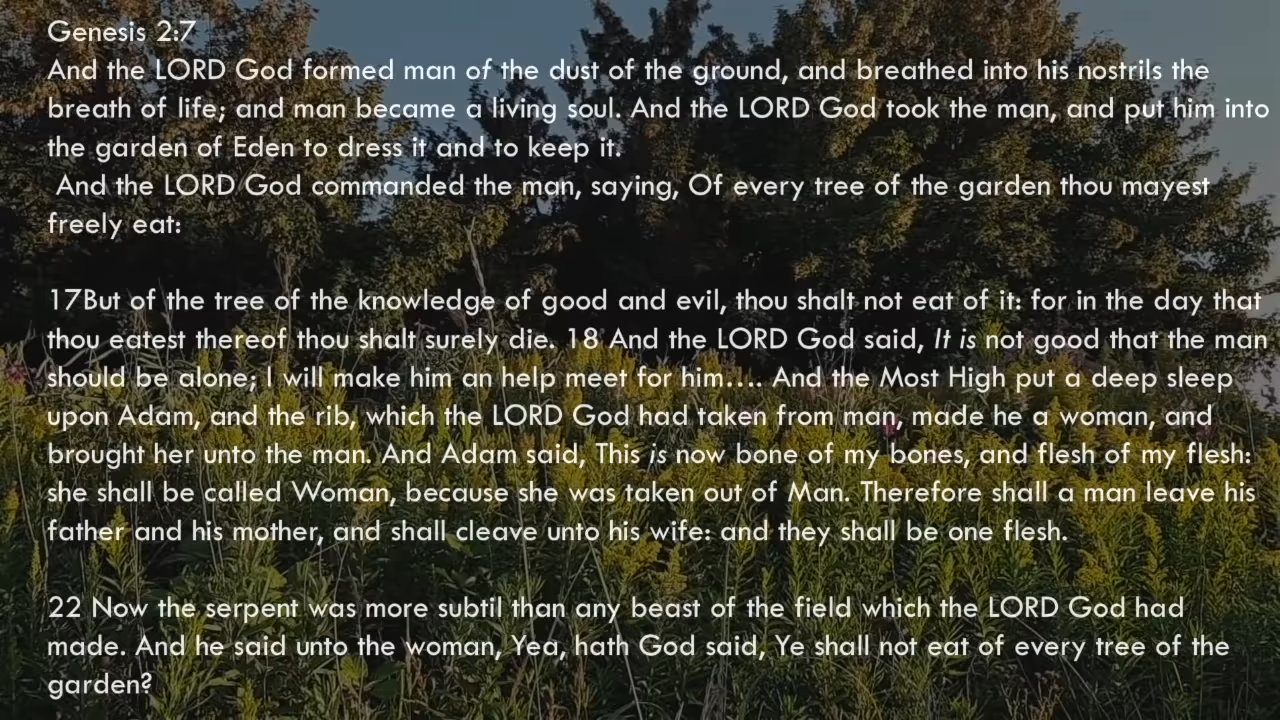 Genesis 2:7
And the LORD God formed man of the dust of the ground, and breathed into his nostrils the
breath of life; and man became a living soul. And the LORD God took the man, and put him into
the garden of Eden to dress it and to keep it.
And the LORD God commanded the man, saying, Of every tree of the garden thou mayest
freely eat:
17But of the tree of the knowledge of good and evil, thou shalt not eat of it: for in the day that
thou eatest thereof thou shalt surely die. 18 And the LORD God said, It is not good that the man
should be alone; I will make him an help meet for him.... And the Most High put a deep sleep
upon Adam, and the rib, which the LORD God had taken from man, made he a woman, and
brought her unto the man. And Adam said, This is now bone of my bones, and flesh of my flesh:
she shall be called Woman, because she was taken out of Man. Therefore shall a man leave his
father and his mother, and shall cleave unto his wife: and they shall be one flesh.
22 Now the serpent was more subtil than any beast of the field which the LORD God had
made. And he said unto the woman, Yea, hath God said, Ye shall not eat of every tree of the
garden?